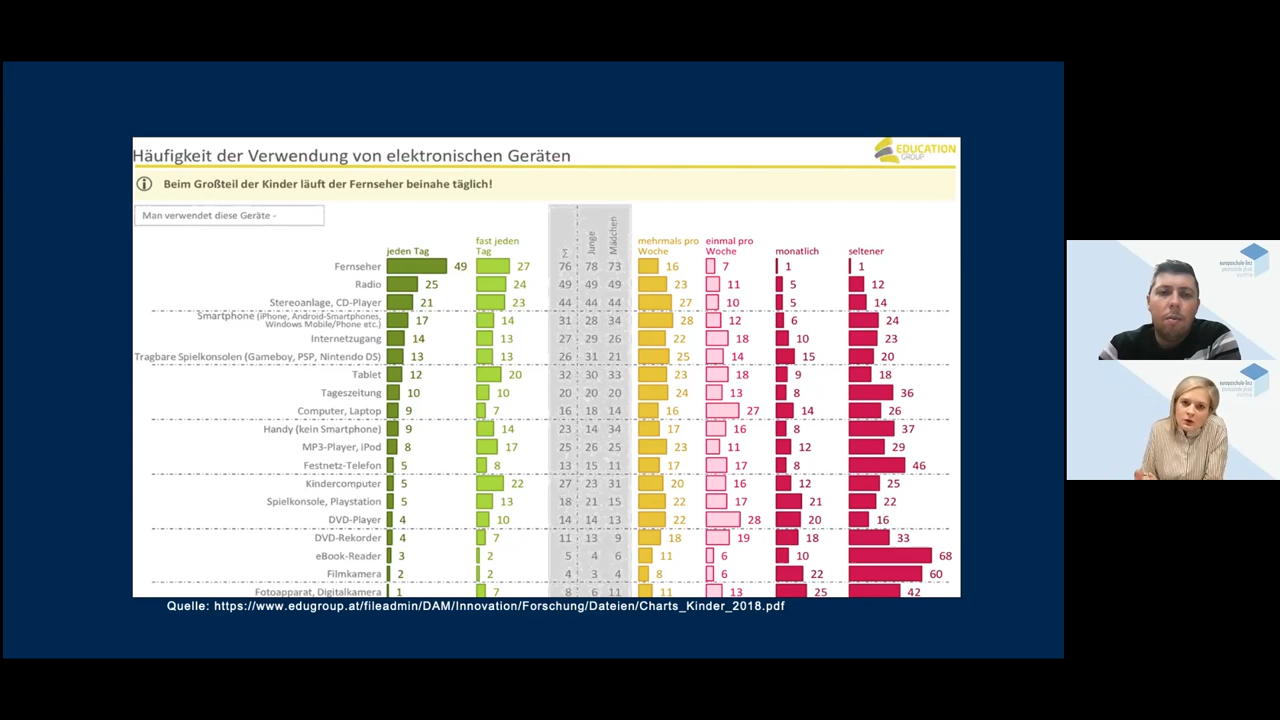 Häufigkeit der Verwendung von elektronischen Geräten
EDUCATION
GROUP
Beim Großteil der Kinder läuft der Fernseher beinahe täglich!
Man verwendet diese Geräte -
jeden Tag
fast jeden
Tag
Σ
Junge
Mädchen
mehrmals pro
Woche
einmal pro
Woche
monatlich
seltener
Fernseher 49 27 76 78 73 16 7 1 1
Radio 25 24 49 49 49 23 11 5 12
Stereoanlage, CD-Player 21 23 44 44 44 27 10 5 14
Smartphone (iPhone, Android-Smartphones,
Windows Mobile/Phone etc.) 17 14 31 28 34 28 12 6 24
Internetzugang 14 13 27 29 26 22 18 10 23
Tragbare Spielkonsolen (Gameboy, PSP, Nintendo DS) 13 13 26 31 21 25 14 15 20
Tablet 12 20 32 30 33 23 18 9 18
Tageszeitung 10 10 20 20 20 24 13 8 36
Computer, Laptop 9 7 16 18 14 16 27 14 26
Handy (kein Smartphone) 9 14 23 14 34 17 16 8 37
MP3-Player, iPod 8 17 25 26 25 23 11 12 29
Festnetz-Telefon 5 8 13 15 11 17 17 8 46
Kindercomputer 5 22 27 23 31 20 16 12 25
Spielkonsole, Playstation 5 13 18 21 15 22 22 21 22
DVD-Player 4 10 14 14 13 22 28 20 16
DVD-Rekorder 4 7 11 13 9 18 19 18 33
eBook-Reader 3 2 5 4 6 11 6 10 68
Filmkamera 2 2 4 3 4 8 6 22 60
Fotoapparat, Digitalkamera 1 7 8 6 11 11 13 25 42
Quelle: https://www.edugroup.at/fileadmin/DAM/Innovation/Forschung/Dateien/Charts_Kinder_2018.pdf
europaschule linz
europaschule linz